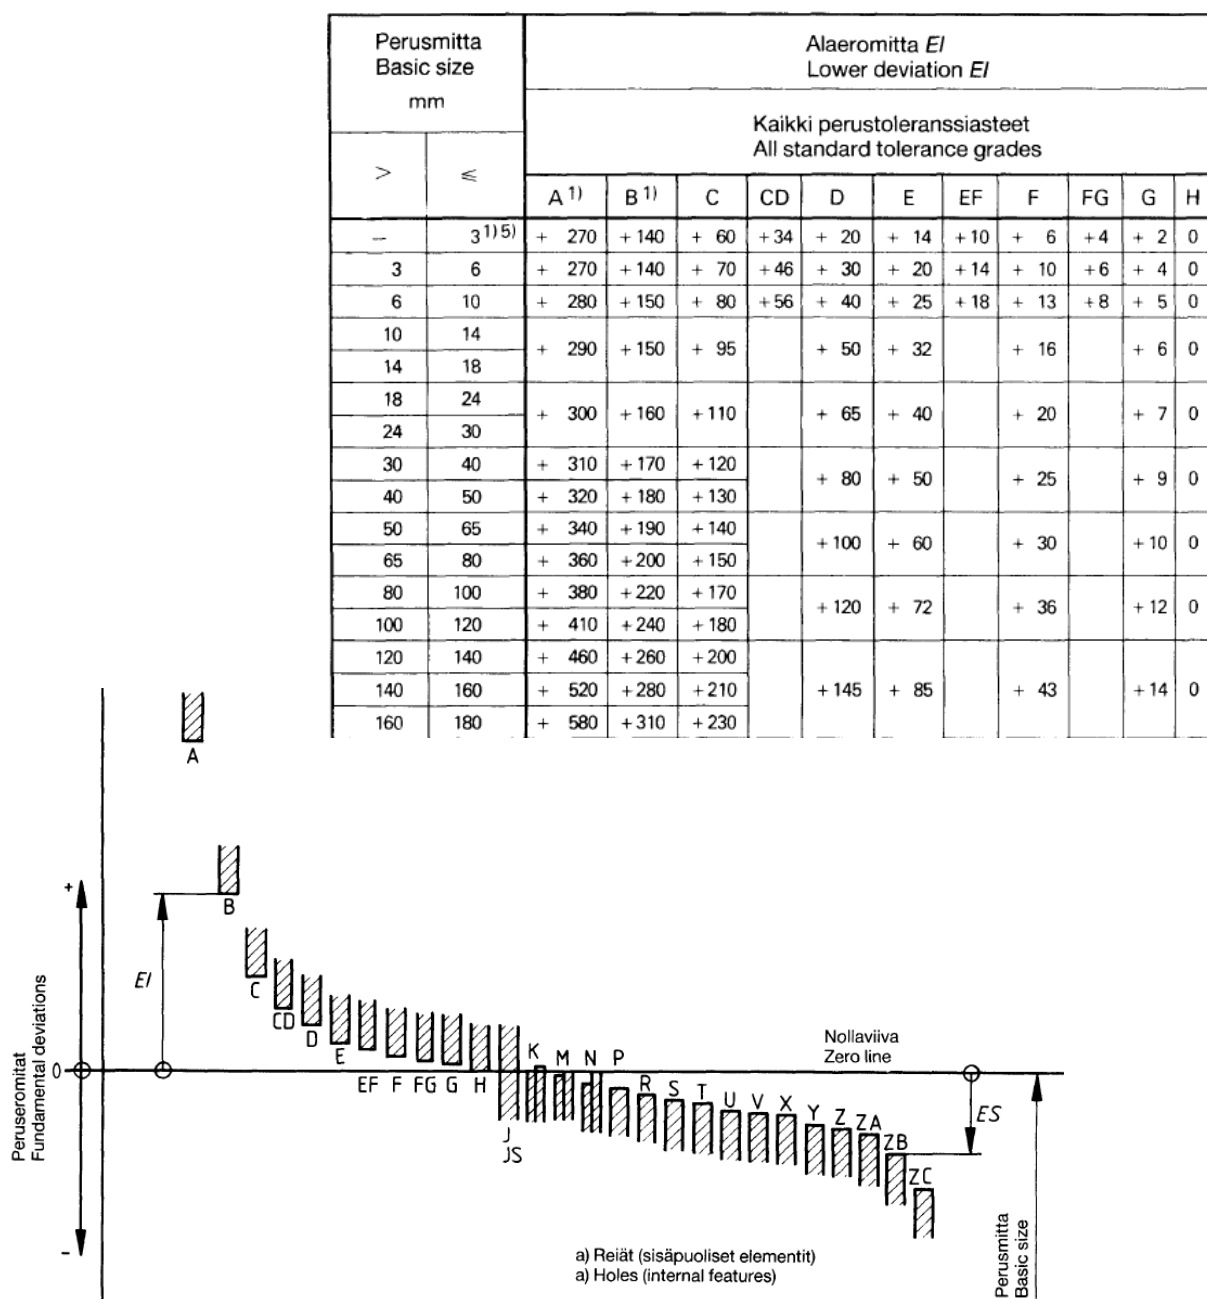 Perusmitta
Basic size
mm
Alaeromitta EI
Lower deviation EI
Kaikki perustoleranssiasteet
All standard tolerance grades
> ≤ A 1) B 1) C CD D E EF F FG G H
– 3 1) 5) + 270 + 140 + 60 + 34 + 20 + 14 + 10 + 6 + 4 + 2 0
3 6 + 270 + 140 + 70 + 46 + 30 + 20 + 14 + 10 + 6 + 4 0
6 10 + 280 + 150 + 80 + 56 + 40 + 25 + 18 + 13 + 8 + 5 0
10 14
+ 290 + 150 + 95 + 50 + 32 + 16 + 6 0
14 18
18 24
+ 300 + 160 + 110 + 65 + 40 + 20 + 7 0
24 30
30 40 + 310 + 170 + 120
+ 80 + 50 + 25 + 9 0
40 50 + 320 + 180 + 130
50 65 + 340 + 190 + 140
+ 100 + 60 + 30 + 10 0
65 80 + 360 + 200 + 150
80 100 + 380 + 220 + 170
+ 120 + 72 + 36 + 12 0
100 120 + 410 + 240 + 180
120 140 + 460 + 260 + 200
140 160 + 520 + 280 + 210 + 145 + 85 + 43 + 14 0
160 180 + 580 + 310 + 230
A
B
C
CD
D
E
EF F FG G H
J
JS
K M N P
R S T U V X Y Z ZA
ZB
ZC
+
EI
0
–
Peruseromitat
Fundamental deviations
Nollaviiva
Zero line
ES
Perusmitta
Basic size
a) Reiät (sisäpuoliset elementit)
a) Holes (internal features)